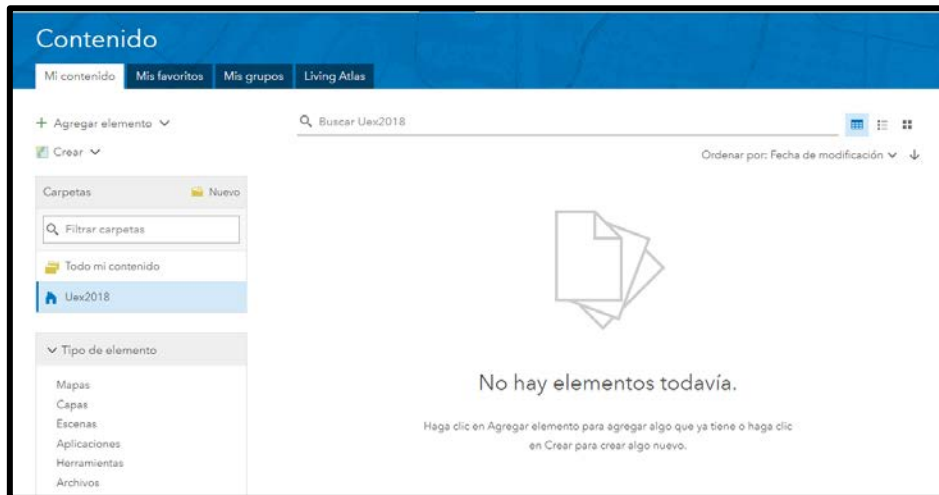 Contenido
Mi contenido Mis favoritos Mis grupos Living Atlas
+ Agregar elemento
Buscar Uex2018
Crear
Ordenar por: Fecha de modificación
Carpetas Nuevo
Filtrar carpetas
Todo mi contenido
Uex2018
Tipo de elemento
Mapas
Capas
Escenas
Aplicaciones
Herramientas
Archivos
No hay elementos todavía.
Haga clic en Agregar elemento para agregar algo que ya tiene o haga clic
en Crear para crear algo nuevo.